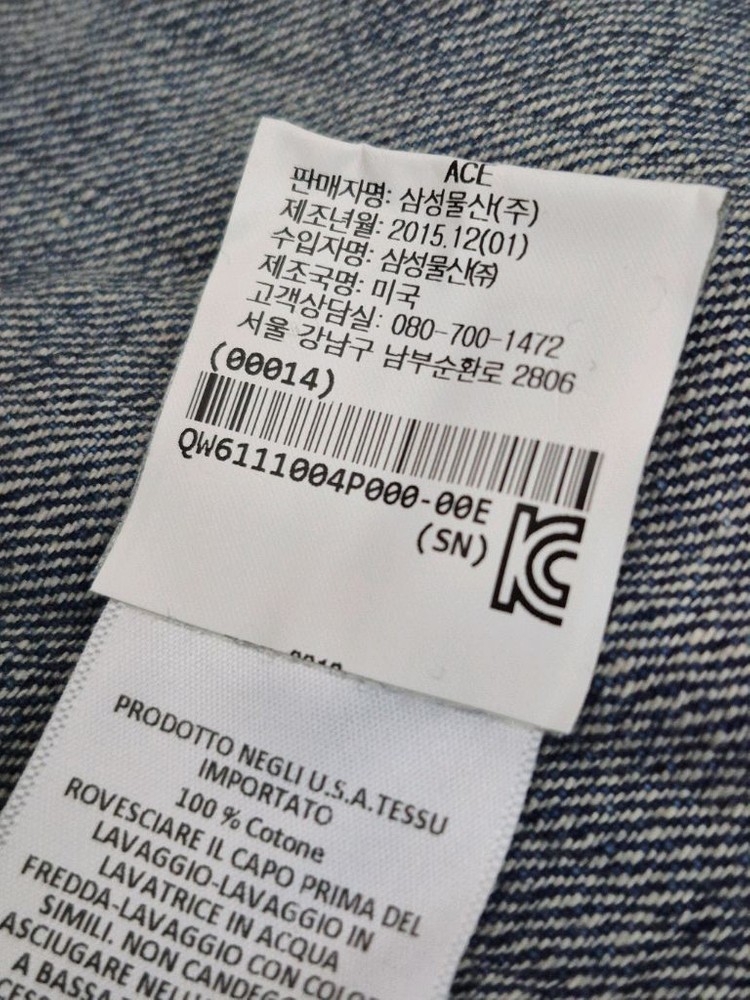 ACE
판매자명: 삼성물산(주)
제조년월: 2015.12(01)
수입자명: 삼성물산㈜
제조국명: 미국
고객상담실: 080-700-1472
서울 강남구 남부순환로 2806
(00014)
QW6111004P000-00E
(SN)
KC
PRODOTTO NEGLI U.S.A.TESSU
IMPORTATO
100 % Cotone
ROVESCIARE IL CAPO PRIMA DEL
LAVAGGIO-LAVAGGIO IN
LAVATRICE IN ACQUA
FREDDA-LAVAGGIO CON
SIMILI. NON
ASCIUGARE
A BASSA